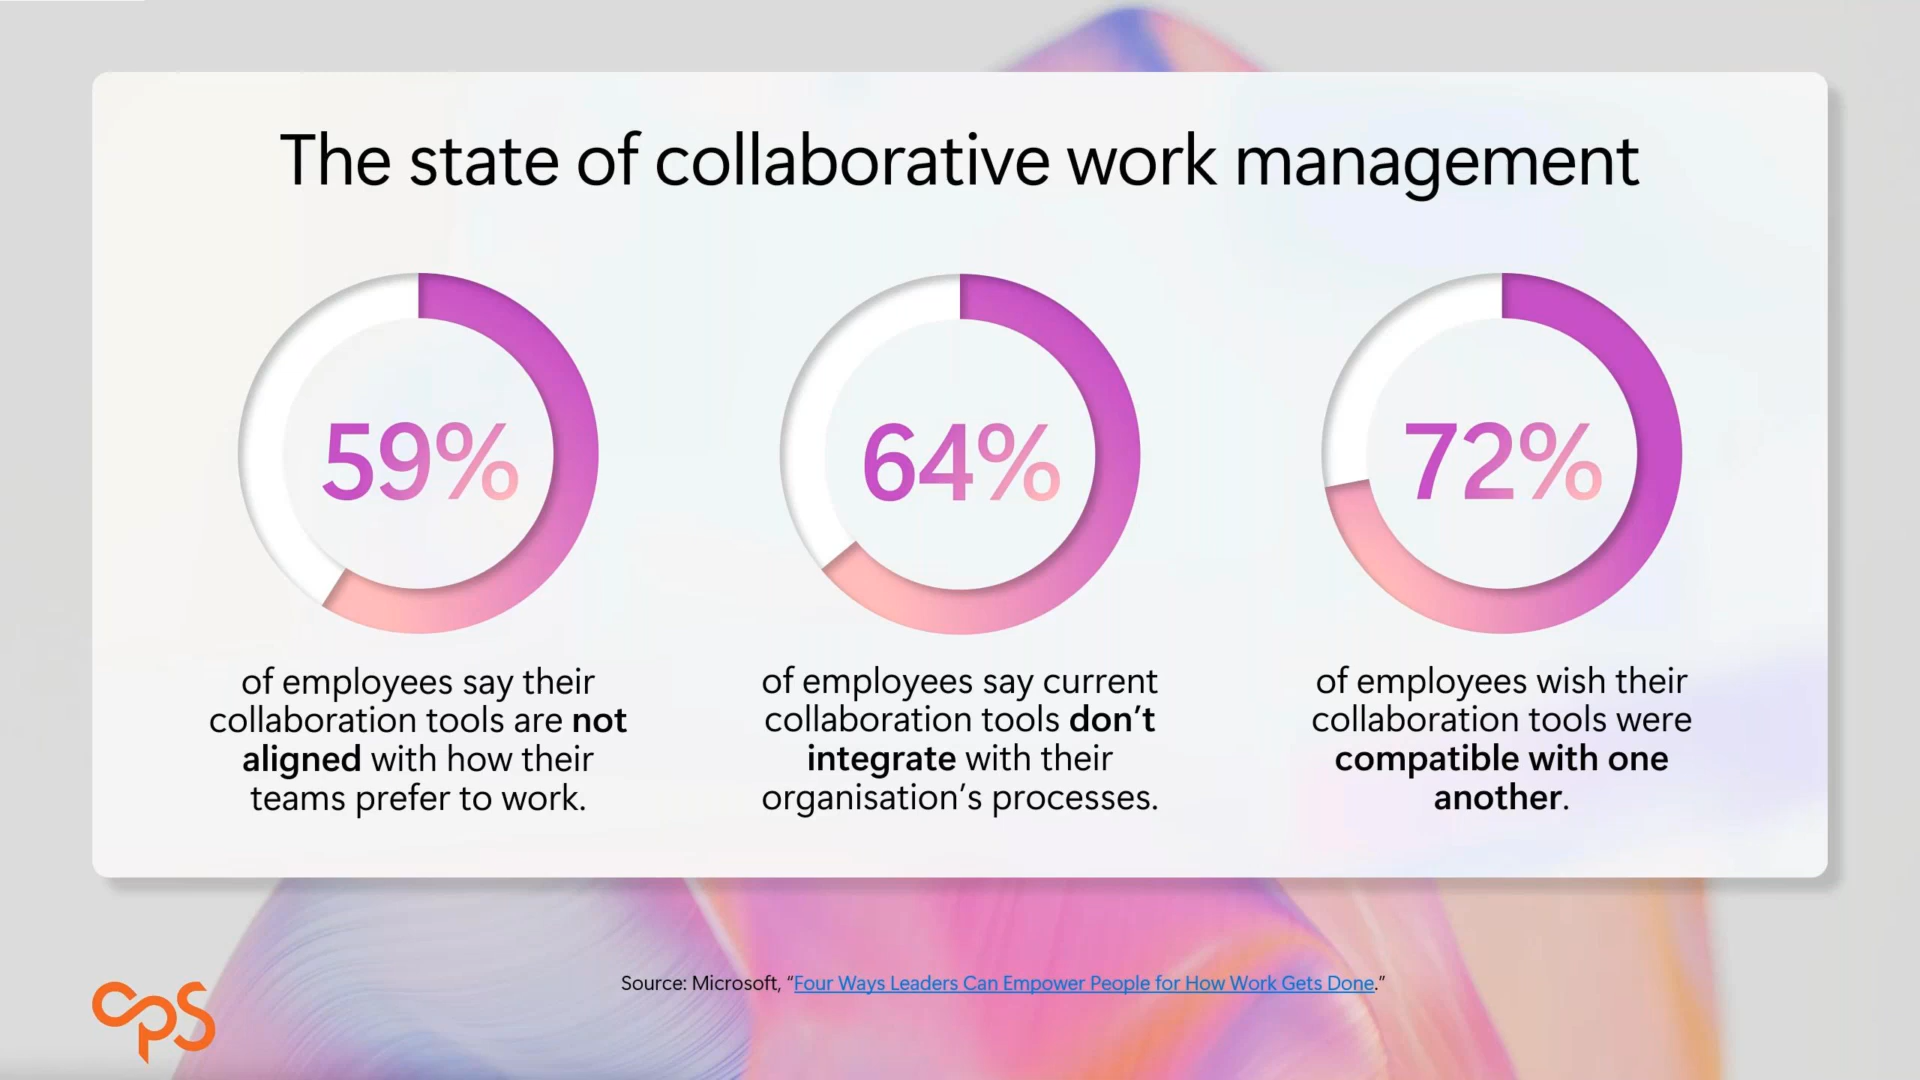 The state of collaborative work management
59%
of employees say their
collaboration tools are not
aligned with how their
teams prefer to work.
64%
of employees say current
collaboration tools don’t
integrate with their
organisation’s processes.
72%
of employees wish their
collaboration tools were
compatible with one
another.
Source: Microsoft, “Four Ways Leaders Can Empower People for How Work Gets Done.”
cps